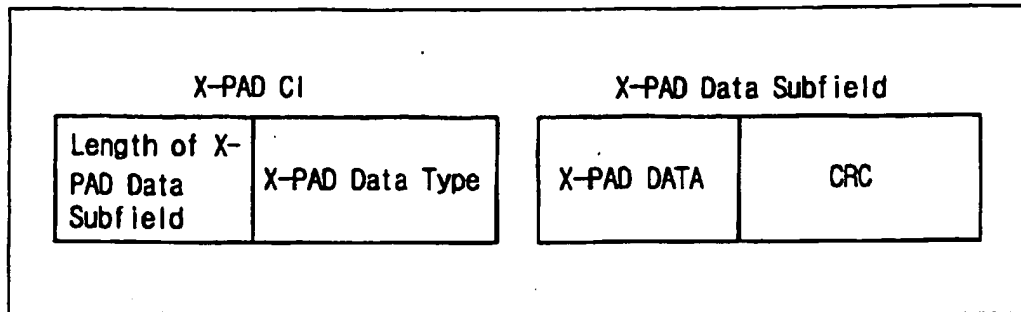 X-PAD CI
X-PAD Data Subfield
Length of X-
PAD Data
Subfield
X-PAD Data Type
X-PAD DATA
CRC